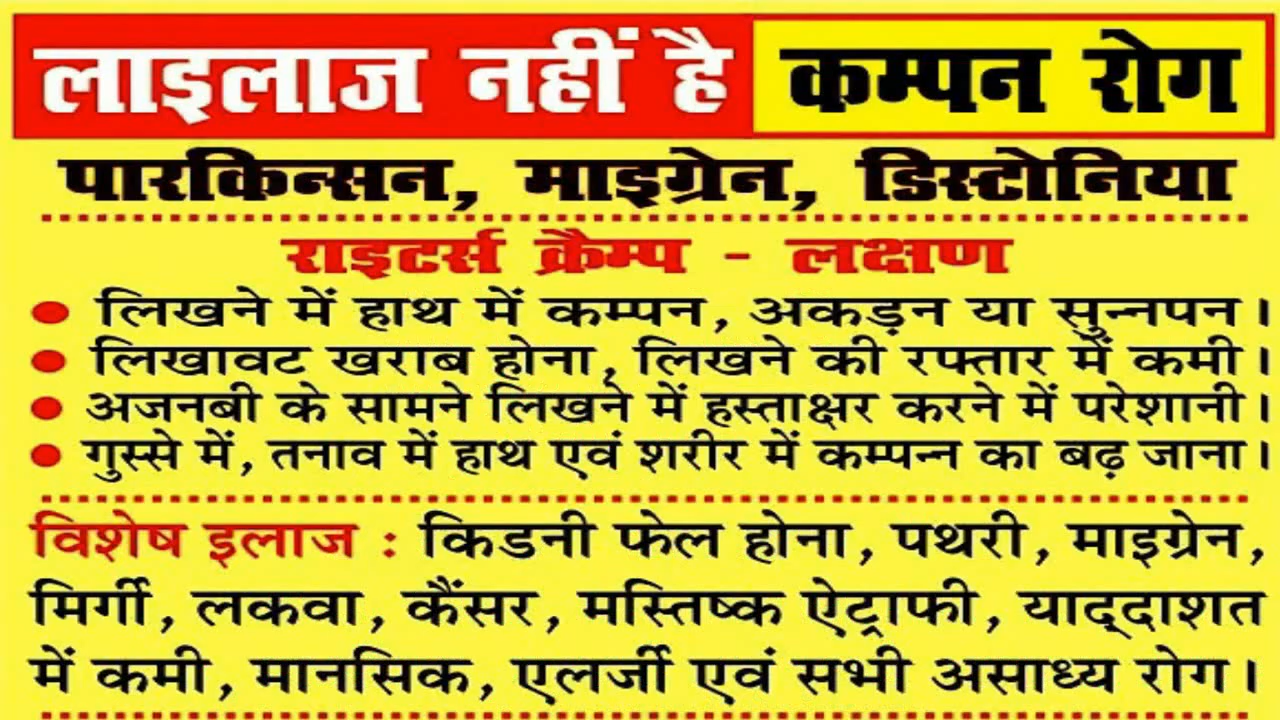 लाइलाज नहीं है कम्पन रोग
पारकिन्सन, माइग्रेन, डिस्टोनिया
राइटर्स क्रैम्प - लक्षण
• लिखने में हाथ में कम्पन, अकड़न या सुन्नपन।
• लिखावट खराब होना, लिखने की रफ्तार में कमी।
• अजनबी के सामने लिखने में हस्ताक्षर करने में परेशानी।
• गुस्से में, तनाव में हाथ एवं शरीर में कम्पन्न का बढ़ जाना।
विशेष इलाज : किडनी फेल होना, पथरी, माइग्रेन,
मिर्गी, लकवा, कैंसर, मस्तिष्क ऐट्राफी, याद्दाशत
में कमी, मानसिक, एलर्जी एवं सभी असाध्य रोग।